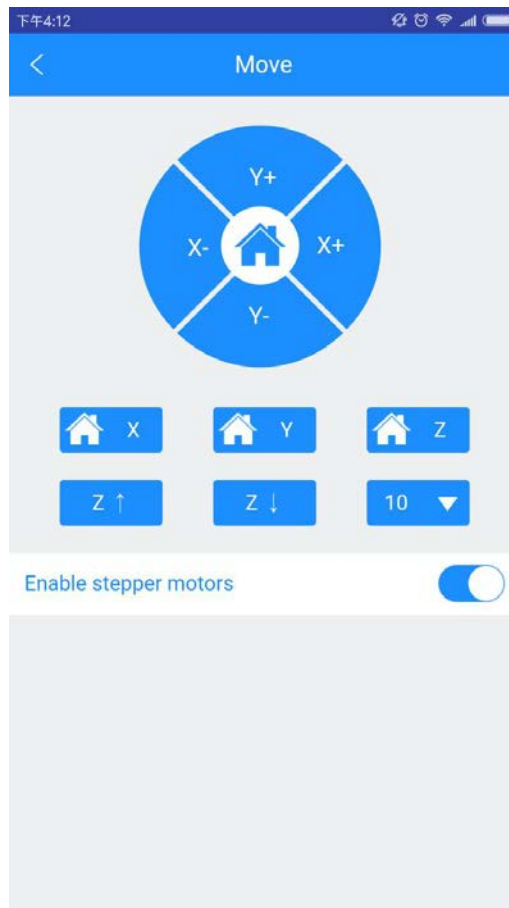 下午4:12
Move
Y+
X- X+
Y-
X Y Z
Z ↑ Z ↓ 10
Enable stepper motors